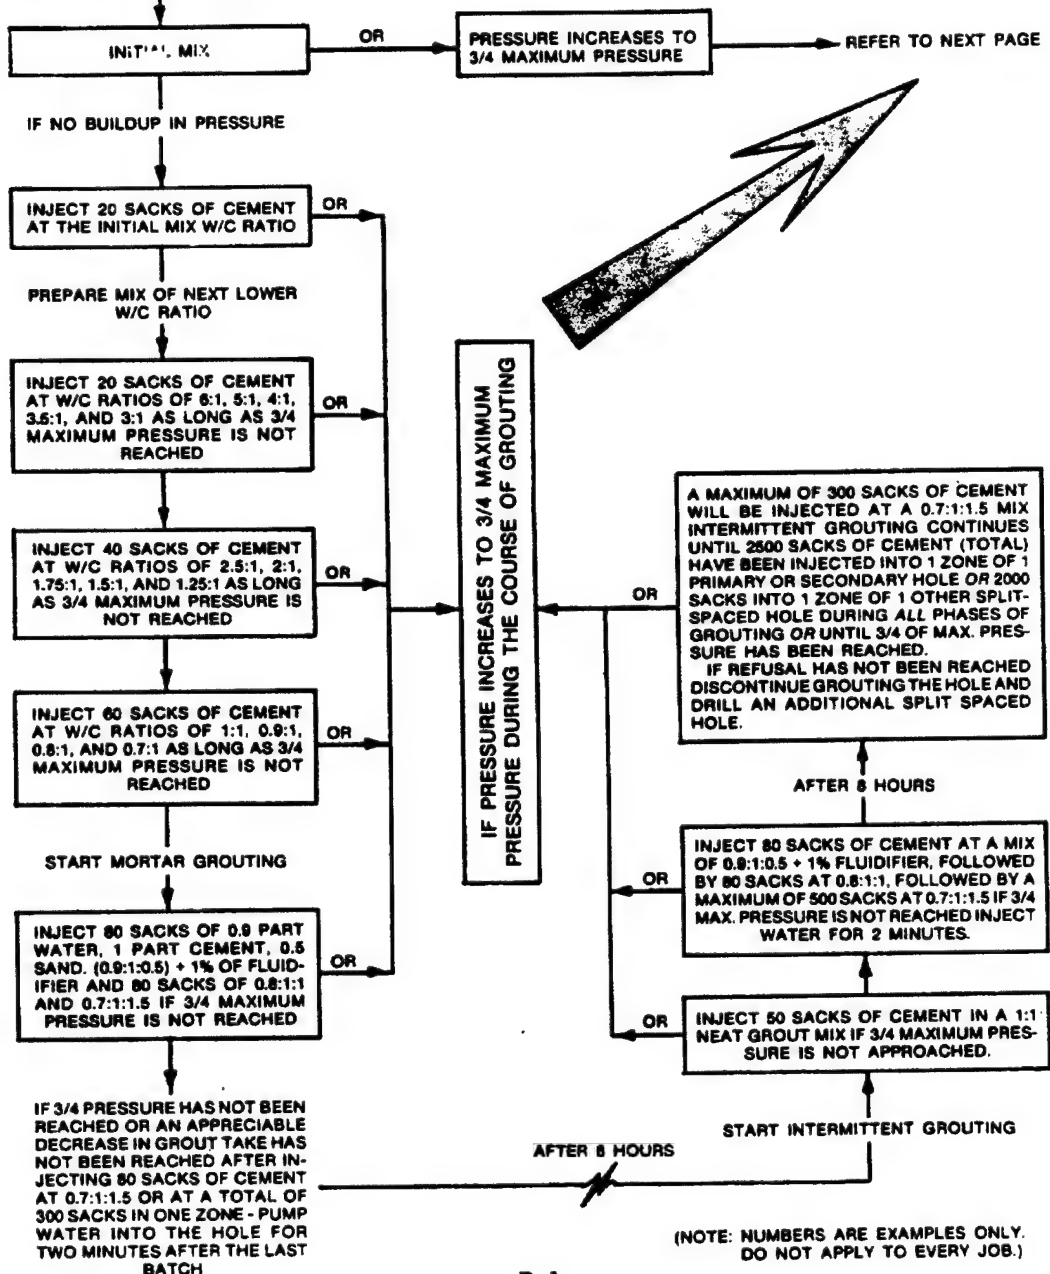 INITIAL MIX
OR
PRESSURE INCREASES TO
3/4 MAXIMUM PRESSURE
REFER TO NEXT PAGE
IF NO BUILDUP IN PRESSURE
INJECT 20 SACKS OF CEMENT
AT THE INITIAL MIX W/C RATIO
OR
PREPARE MIX OF NEXT LOWER
W/C RATIO
INJECT 20 SACKS OF CEMENT
AT W/C RATIOS OF 6:1, 5:1, 4:1,
3.5:1, AND 3:1 AS LONG AS 3/4
MAXIMUM PRESSURE IS NOT
REACHED
OR
INJECT 40 SACKS OF CEMENT
AT W/C RATIOS OF 2.5:1, 2:1,
1.75:1, 1.5:1, AND 1.25:1 AS LONG
AS 3/4 MAXIMUM PRESSURE IS
NOT REACHED
OR
INJECT 60 SACKS OF CEMENT
AT W/C RATIOS OF 1:1, 0.9:1,
0.8:1, AND 0.7:1 AS LONG AS 3/4
MAXIMUM PRESSURE IS NOT
REACHED
OR
START MORTAR GROUTING
INJECT 80 SACKS OF 0.9 PART
WATER, 1 PART CEMENT, 0.5
SAND. (0.9:1:0.5) + 1% OF FLUID-
IFIER AND 80 SACKS OF 0.8:1:1
AND 0.7:1:1.5 IF 3/4 MAXIMUM
PRESSURE IS NOT REACHED
OR
IF 3/4 PRESSURE HAS NOT BEEN
REACHED OR AN APPRECIABLE
DECREASE IN GROUT TAKE HAS
NOT BEEN REACHED AFTER IN-
JECTING 80 SACKS OF CEMENT
AT 0.7:1:1.5 OR AT A TOTAL OF
300 SACKS IN ONE ZONE - PUMP
WATER INTO THE HOLE FOR
TWO MINUTES AFTER THE LAST
BATCH
IF PRESSURE INCREASES TO 3/4 MAXIMUM
PRESSURE DURING THE COURSE OF GROUTING
A MAXIMUM OF 300 SACKS OF CEMENT
WILL BE INJECTED AT A 0.7:1:1.5 MIX
INTERMITTENT GROUTING CONTINUES
UNTIL 2500 SACKS OF CEMENT (TOTAL)
HAVE BEEN INJECTED INTO 1 ZONE OF 1
PRIMARY OR SECONDARY HOLE OR 2000
SACKS INTO 1 ZONE OF 1 OTHER SPLIT-
SPACED HOLE DURING ALL PHASES OF
GROUTING OR UNTIL 3/4 OF MAX. PRES-
SURE HAS BEEN REACHED.
IF REFUSAL HAS NOT BEEN REACHED
DISCONTINUE GROUTING THE HOLE AND
DRILL AN ADDITIONAL SPLIT SPACED
HOLE.
OR
AFTER 8 HOURS
INJECT 80 SACKS OF CEMENT AT A MIX
OF 0.9:1:0.5 + 1% FLUIDIFIER, FOLLOWED
BY 80 SACKS AT 0.8:1:1, FOLLOWED BY A
MAXIMUM OF 500 SACKS AT 0.7:1:1.5 IF 3/4
MAX. PRESSURE IS NOT REACHED INJECT
WATER FOR 2 MINUTES.
OR
INJECT 50 SACKS OF CEMENT IN A 1:1
NEAT GROUT MIX IF 3/4 MAXIMUM PRES-
SURE IS NOT APPROACHED.
OR
START INTERMITTENT GROUTING
AFTER 8 HOURS
(NOTE: NUMBERS ARE EXAMPLES ONLY.
DO NOT APPLY TO EVERY JOB.)